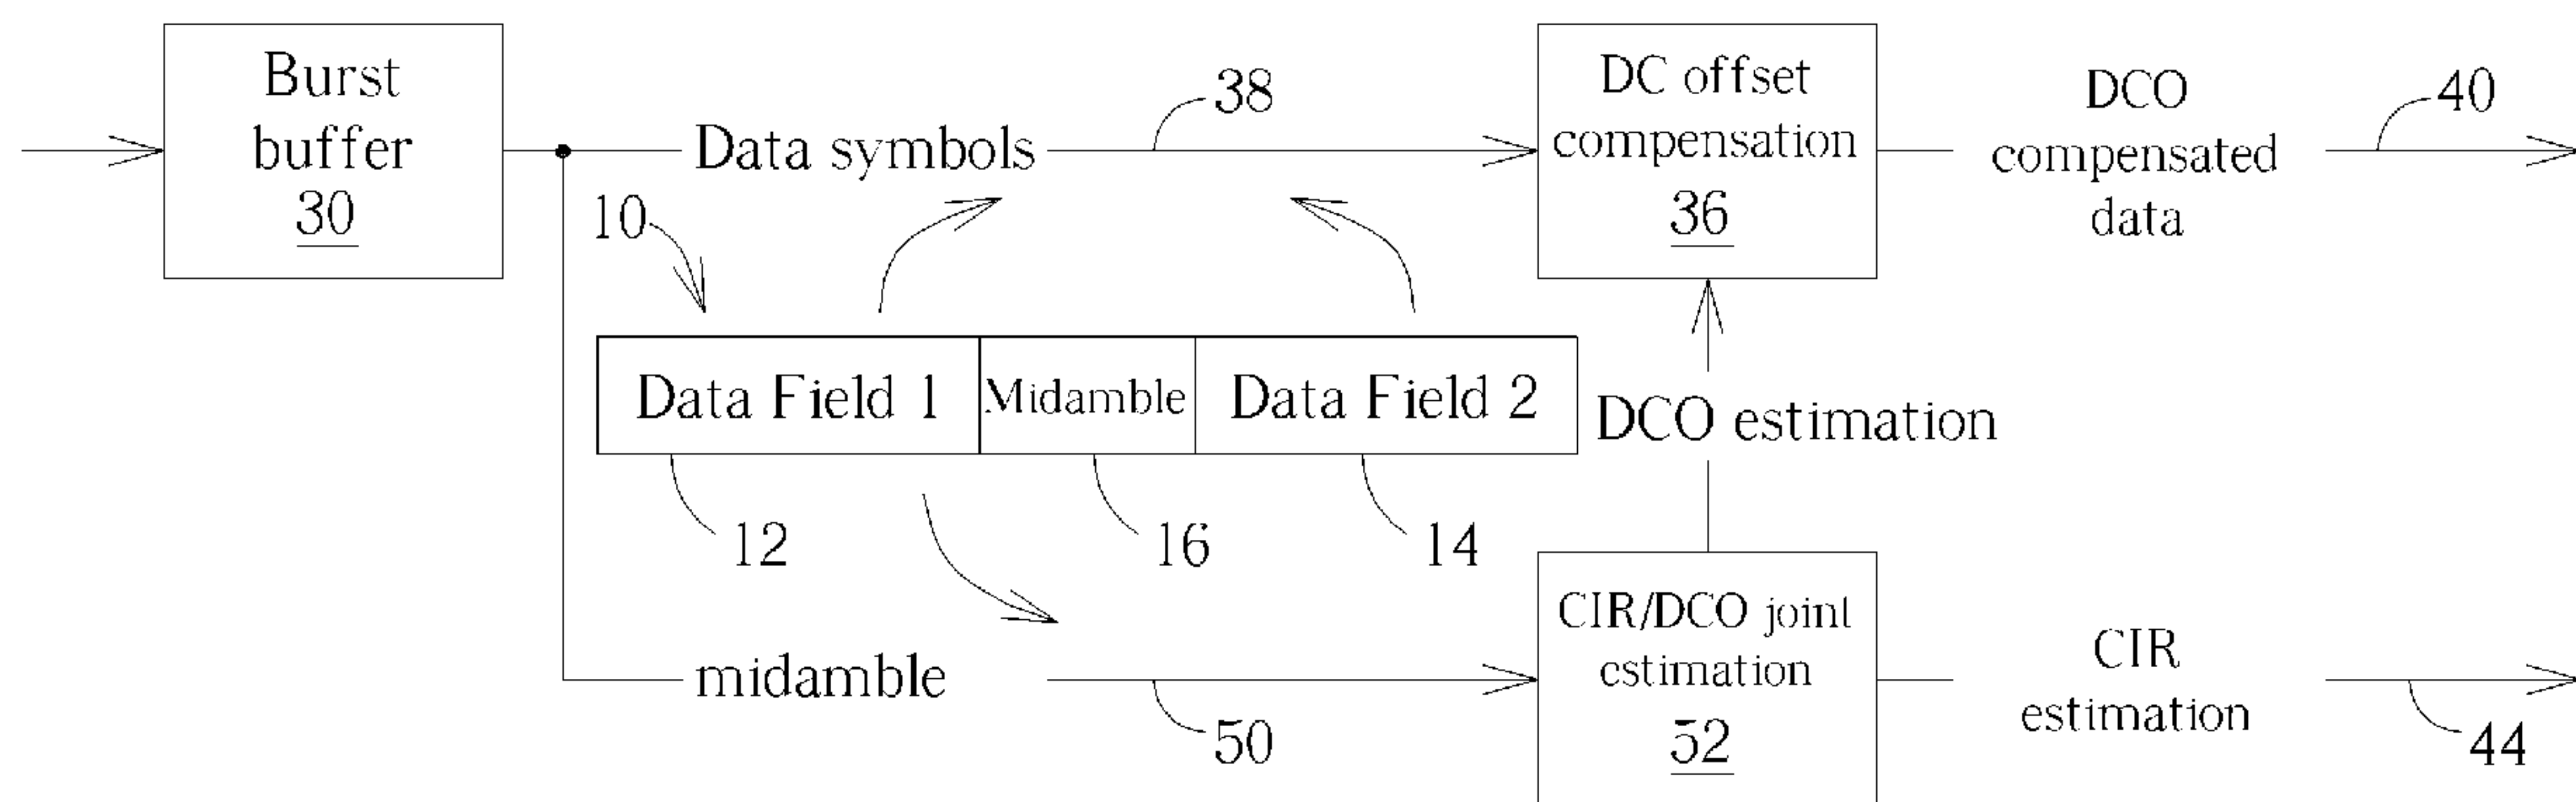 Burst
buffer
30
Data symbols
38
DC offset
compensation
36
DCO
compensated
data
40
10
Data Field 1
Midamble
Data Field 2
12
16
14
DCO estimation
midamble
50
CIR/DCO joint
estimation
52
CIR
estimation
44